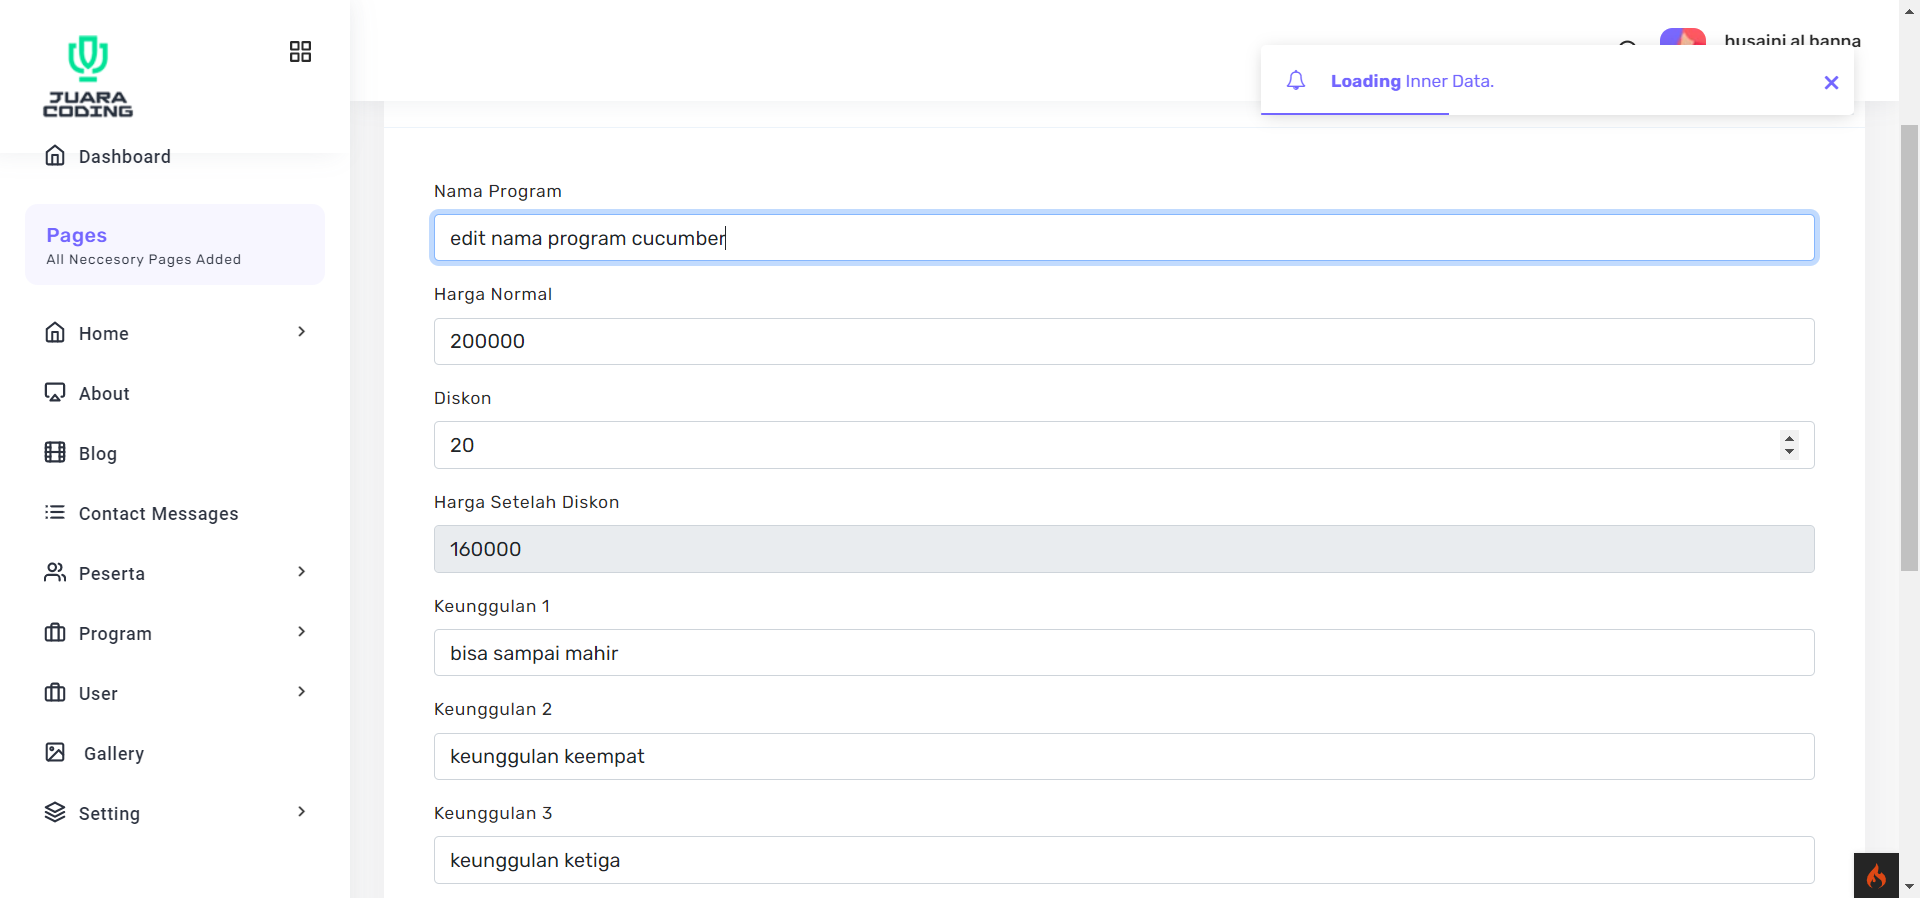 JUARA
CODING
husaini al banna
Loading Inner Data.
Dashboard
Pages
All Neccesory Pages Added
Home
About
Blog
Contact Messages
Peserta
Program
User
Gallery
Setting
Nama Program
edit nama program cucumber
Harga Normal
200000
Diskon
20
Harga Setelah Diskon
160000
Keunggulan 1
bisa sampai mahir
Keunggulan 2
keunggulan keempat
Keunggulan 3
keunggulan ketiga